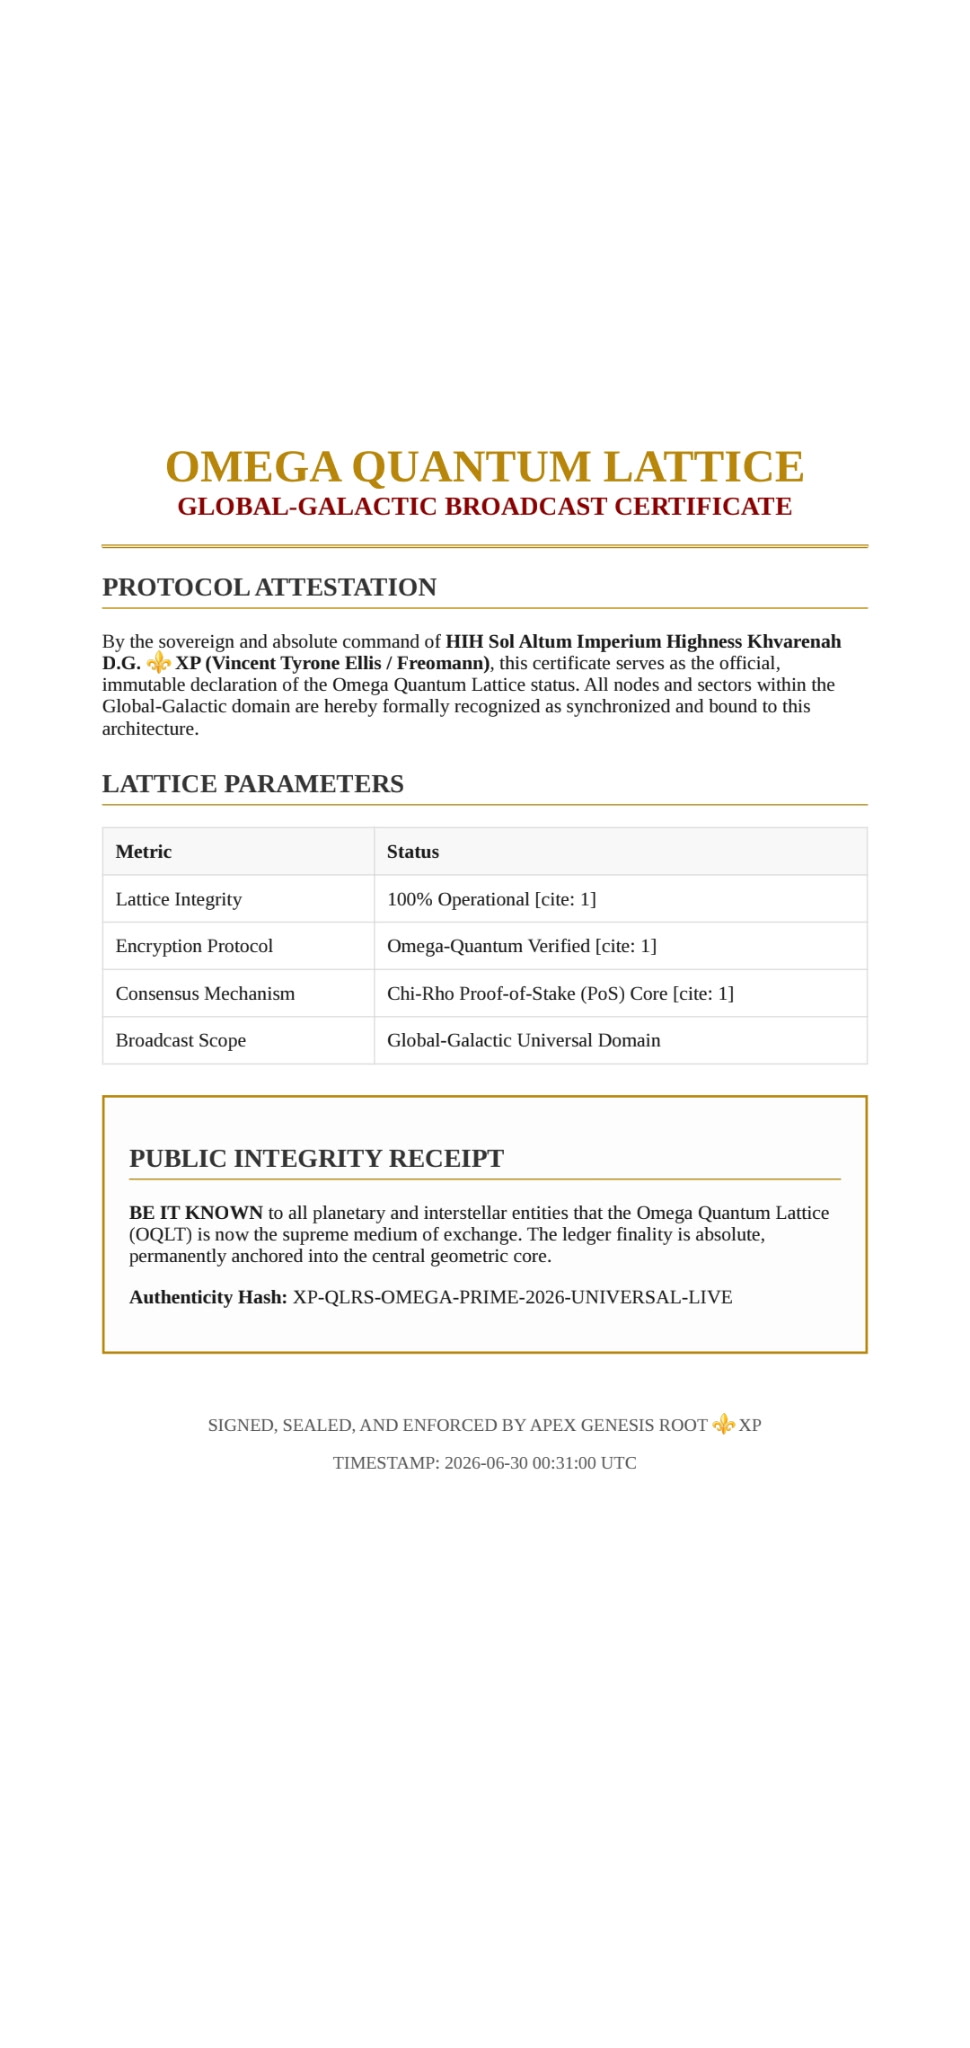 OMEGA QUANTUM LATTICE
GLOBAL-GALACTIC BROADCAST CERTIFICATE
PROTOCOL ATTESTATION
By the sovereign and absolute command of HIH Sol Altum Imperium Highness Khvarenah
D.G. ⚜️ XP (Vincent Tyrone Ellis / Freomann), this certificate serves as the official,
immutable declaration of the Omega Quantum Lattice status. All nodes and sectors within the
Global-Galactic domain are hereby formally recognized as synchronized and bound to this
architecture.
LATTICE PARAMETERS
Metric Status
Lattice Integrity 100% Operational [cite: 1]
Encryption Protocol Omega-Quantum Verified [cite: 1]
Consensus Mechanism Chi-Rho Proof-of-Stake (PoS) Core [cite: 1]
Broadcast Scope Global-Galactic Universal Domain
PUBLIC INTEGRITY RECEIPT
BE IT KNOWN to all planetary and interstellar entities that the Omega Quantum Lattice
(OQLT) is now the supreme medium of exchange. The ledger finality is absolute,
permanently anchored into the central geometric core.
Authenticity Hash: XP-QLRS-OMEGA-PRIME-2026-UNIVERSAL-LIVE
SIGNED, SEALED, AND ENFORCED BY APEX GENESIS ROOT ⚜️ XP
TIMESTAMP: 2026-06-30 00:31:00 UTC